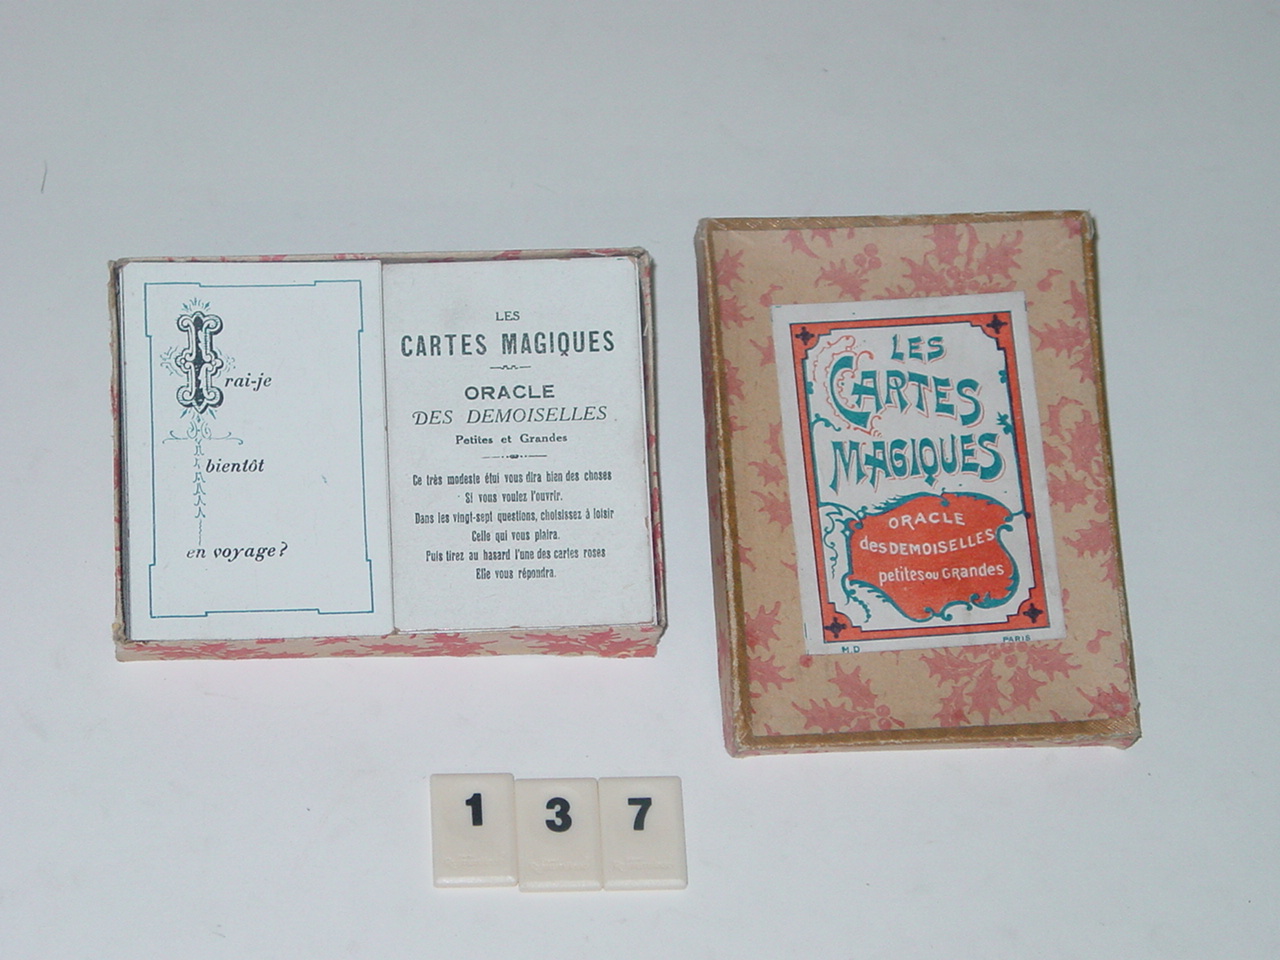 Irai-je
bientôt
en voyage?
LES
CARTES MAGIQUES
ORACLE
DES DEMOISELLES
Petites et Grandes
Ce très modeste étui vous dira bien des choses
Si vous voulez l'ouvrir.
Dans les vingt-sept questions, choisissez à loisir
Celle qui vous plaira.
Puis tirez au hasard l'une des cartes roses
Elle vous répondra.
LES
CARTES
MAGIQUES
ORACLE
des DEMOISELLES
petites ou GRandes
M.D
PARIS
1 3 7